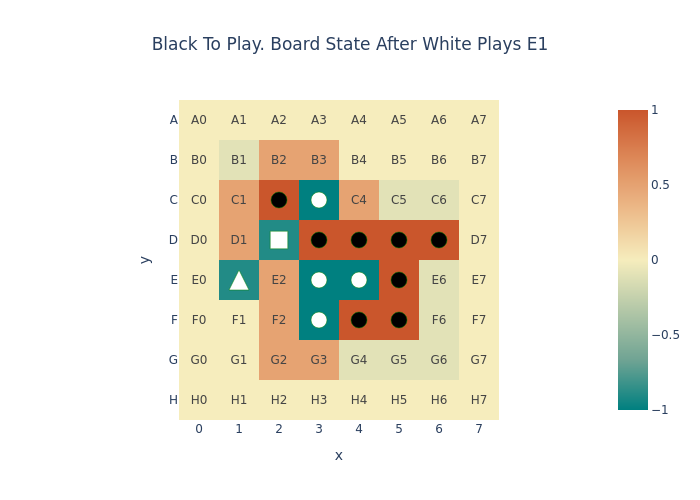 Black To Play. Board State After White Plays E1
A A0 A1 A2 A3 A4 A5 A6 A7
B B0 B1 B2 B3 B4 B5 B6 B7
C C0 C1 C4 C5 C6 C7
D D0 D1 D7
E E0 E2 E6 E7
F F0 F1 F2 F6 F7
G G0 G1 G2 G3 G4 G5 G6 G7
H H0 H1 H2 H3 H4 H5 H6 H7
0 1 2 3 4 5 6 7
x
y
1
0.5
0
−0.5
−1